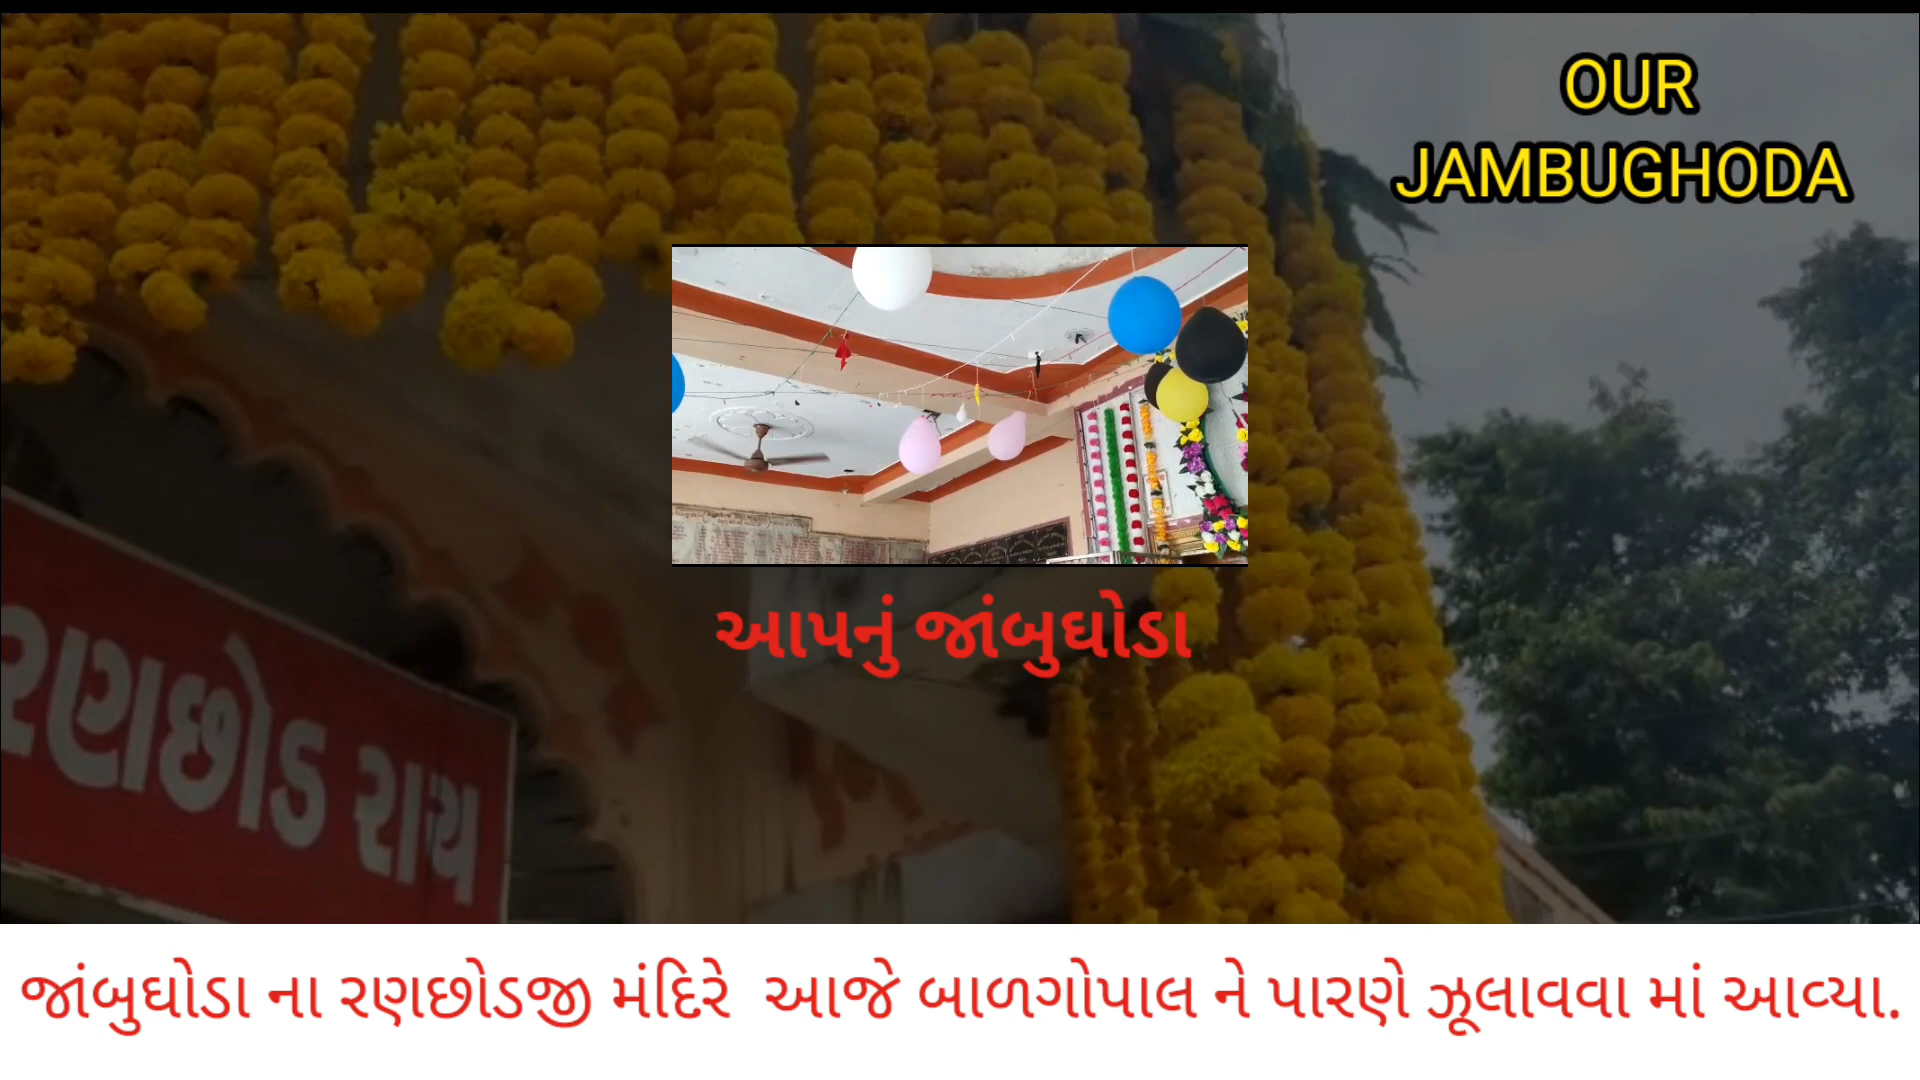 OUR
JAMBUGHODA
આપનું જાંબુઘોડા
રણછોડ રાય
જાંબુઘોડા ના રણછોડજી મંદિરે આજે બાળગોપાલ ને પારણે ઝૂલાવવા માં આવ્યા.